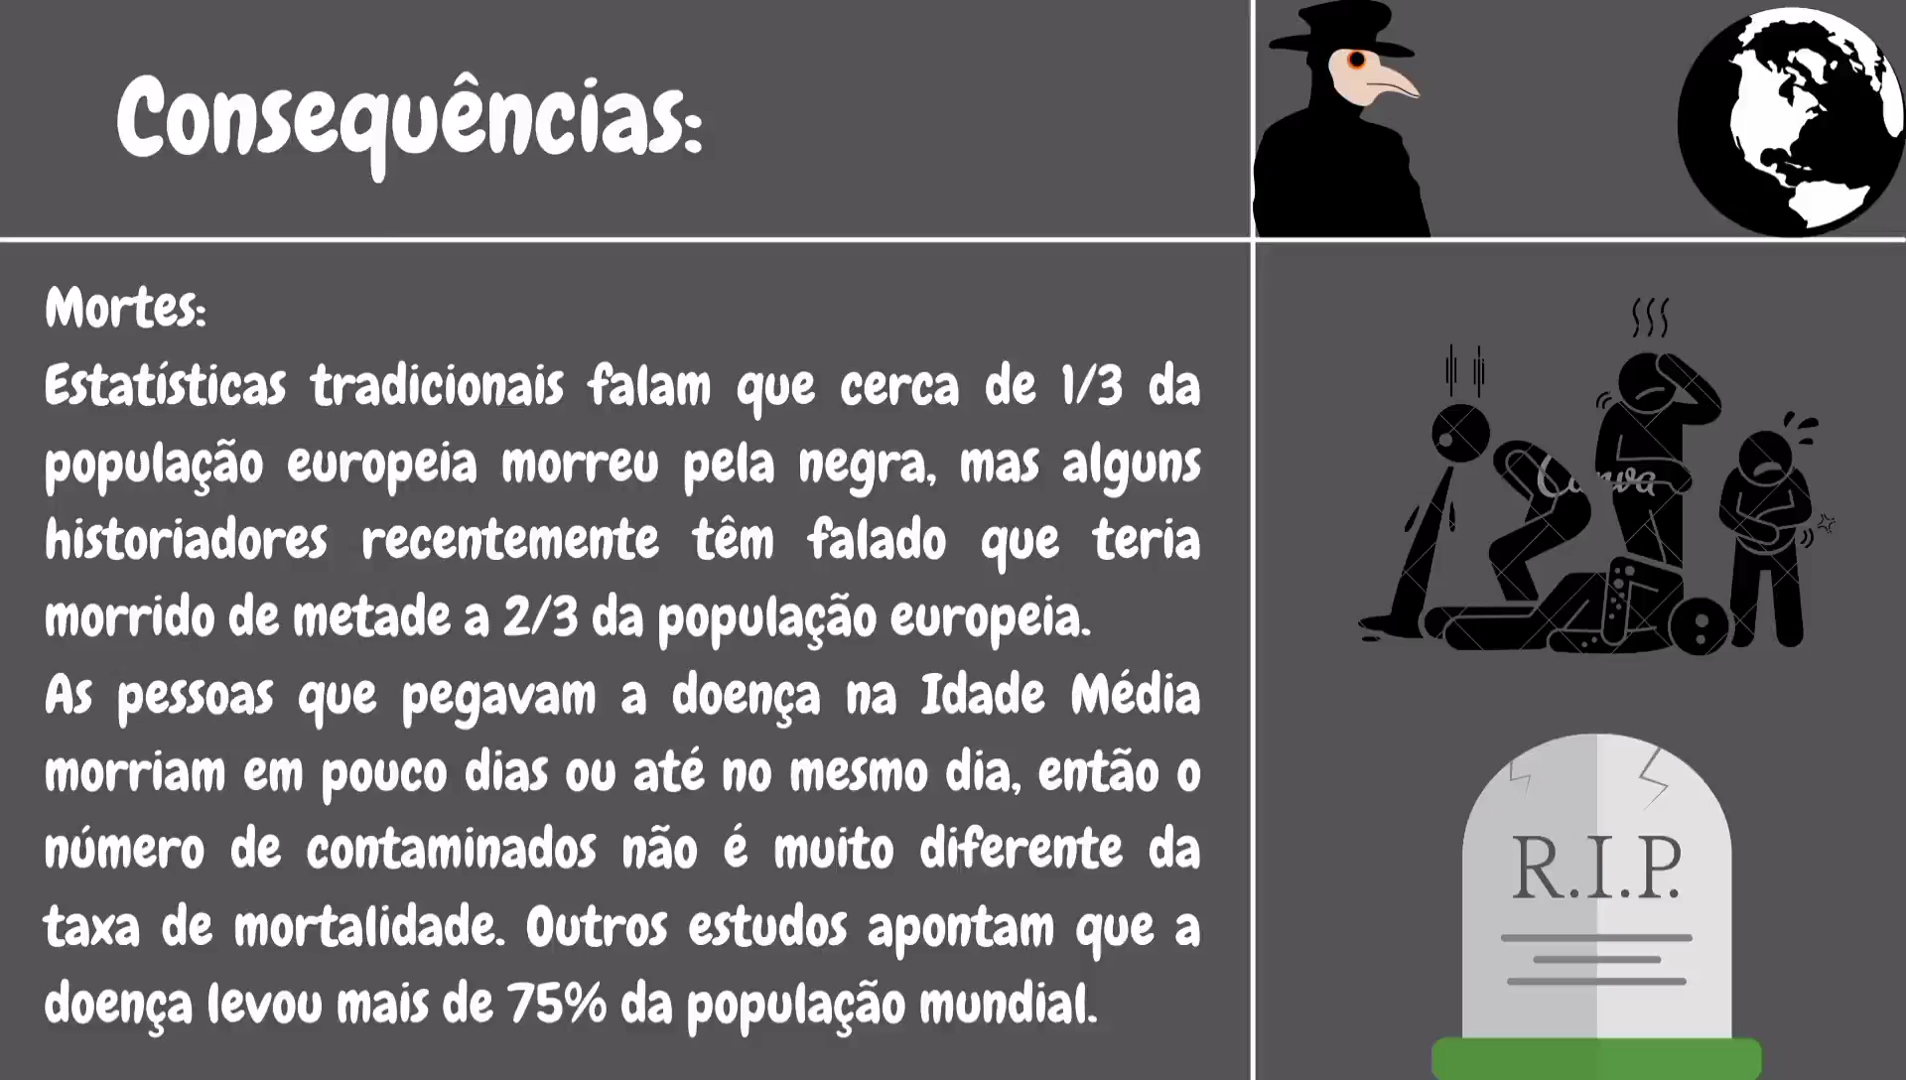 Consequências:
Mortes:
Estatísticas tradicionais falam que cerca de 1/3 da
população europeia morreu pela negra, mas alguns
historiadores recentemente têm falado que teria
morrido de metade a 2/3 da população europeia.
As pessoas que pegavam a doença na Idade Média
morriam em pouco dias ou até no mesmo dia, então o
número de contaminados não é muito diferente da
taxa de mortalidade. Outros estudos apontam que a
doença levou mais de 75% da população mundial.
Canva
R.I.P.